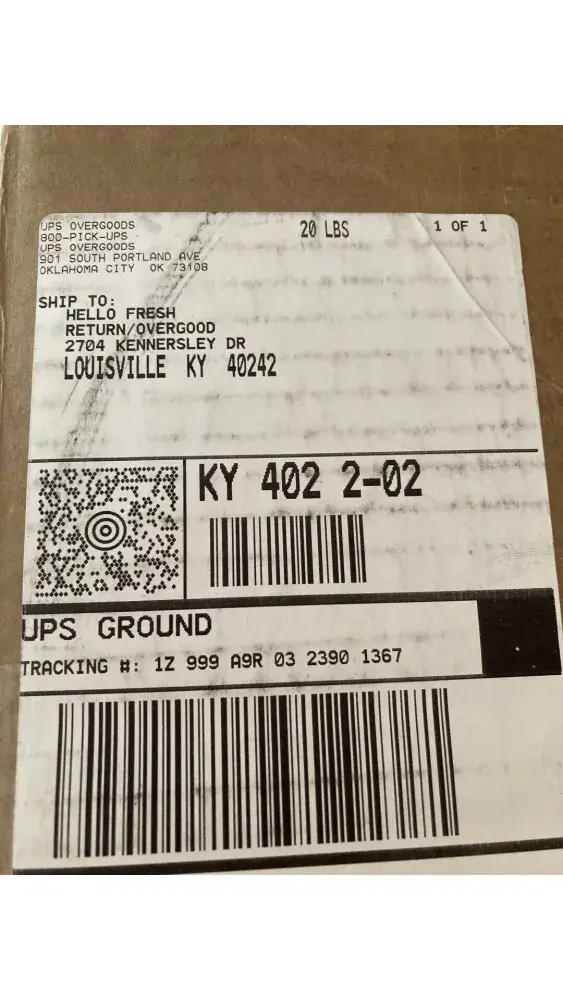 UPS OVERGOODS
800-PICK-UPS
UPS OVERGOODS
901 SOUTH PORTLAND AVE
OKLAHOMA CITY OK 73108
20 LBS
1 OF 1
SHIP TO:
HELLO FRESH
RETURN/OVERGOOD
2704 KENNERSLEY DR
LOUISVILLE KY 40242
KY 402 2-02
UPS GROUND
TRACKING #: 1Z 999 A9R 03 2390 1367